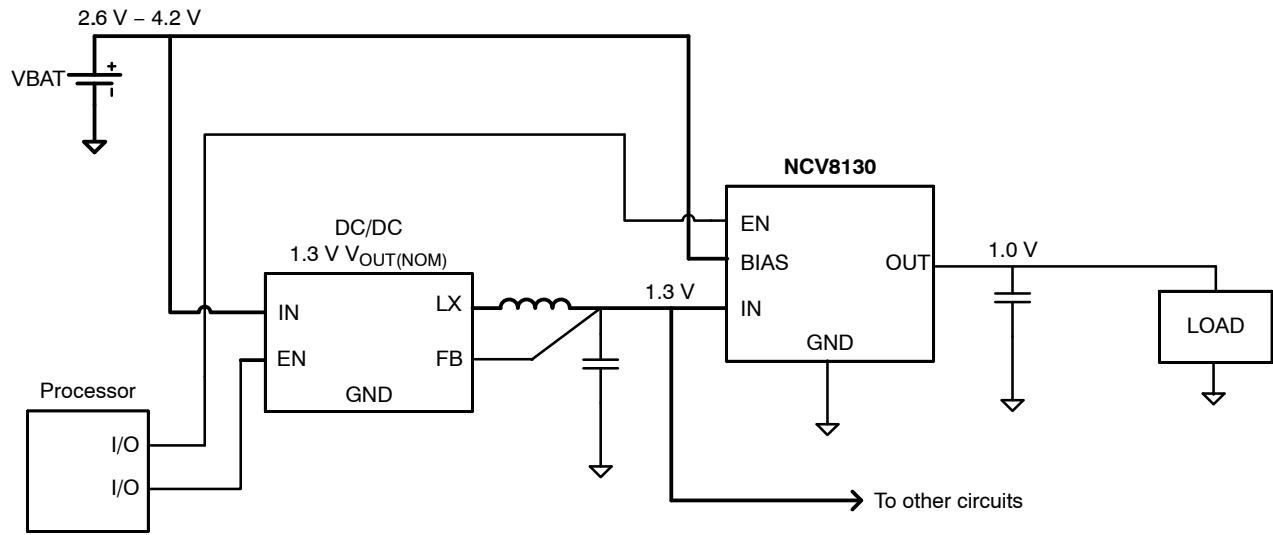 2.6 V – 4.2 V
VBAT
+
–
NCV8130
EN
BIAS
IN
OUT
GND
1.0 V
LOAD
DC/DC
1.3 V VOUT(NOM)
IN
EN
LX
FB
GND
1.3 V
Processor
I/O
I/O
To other circuits